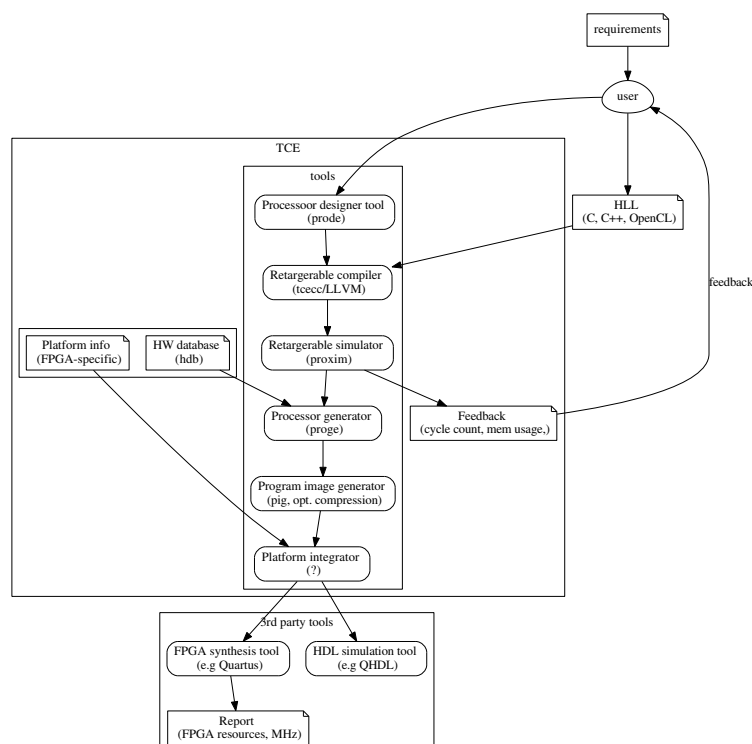 requirements
user
TCE
tools
Processoor designer tool
(prode)
HLL
(C, C++, OpenCL)
Retargerable compiler
(tcecc/LLVM)
feedback
Platform info
(FPGA-specific)
HW database
(hdb)
Retargerable simulator
(proxim)
Processor generator
(proge)
Feedback
(cycle count, mem usage,)
Program image generator
(pig, opt. compression)
Platform integrator
(?)
3rd party tools
FPGA synthesis tool
(e.g Quartus)
HDL simulation tool
(e.g QHDL)
Report
(FPGA resources, MHz)